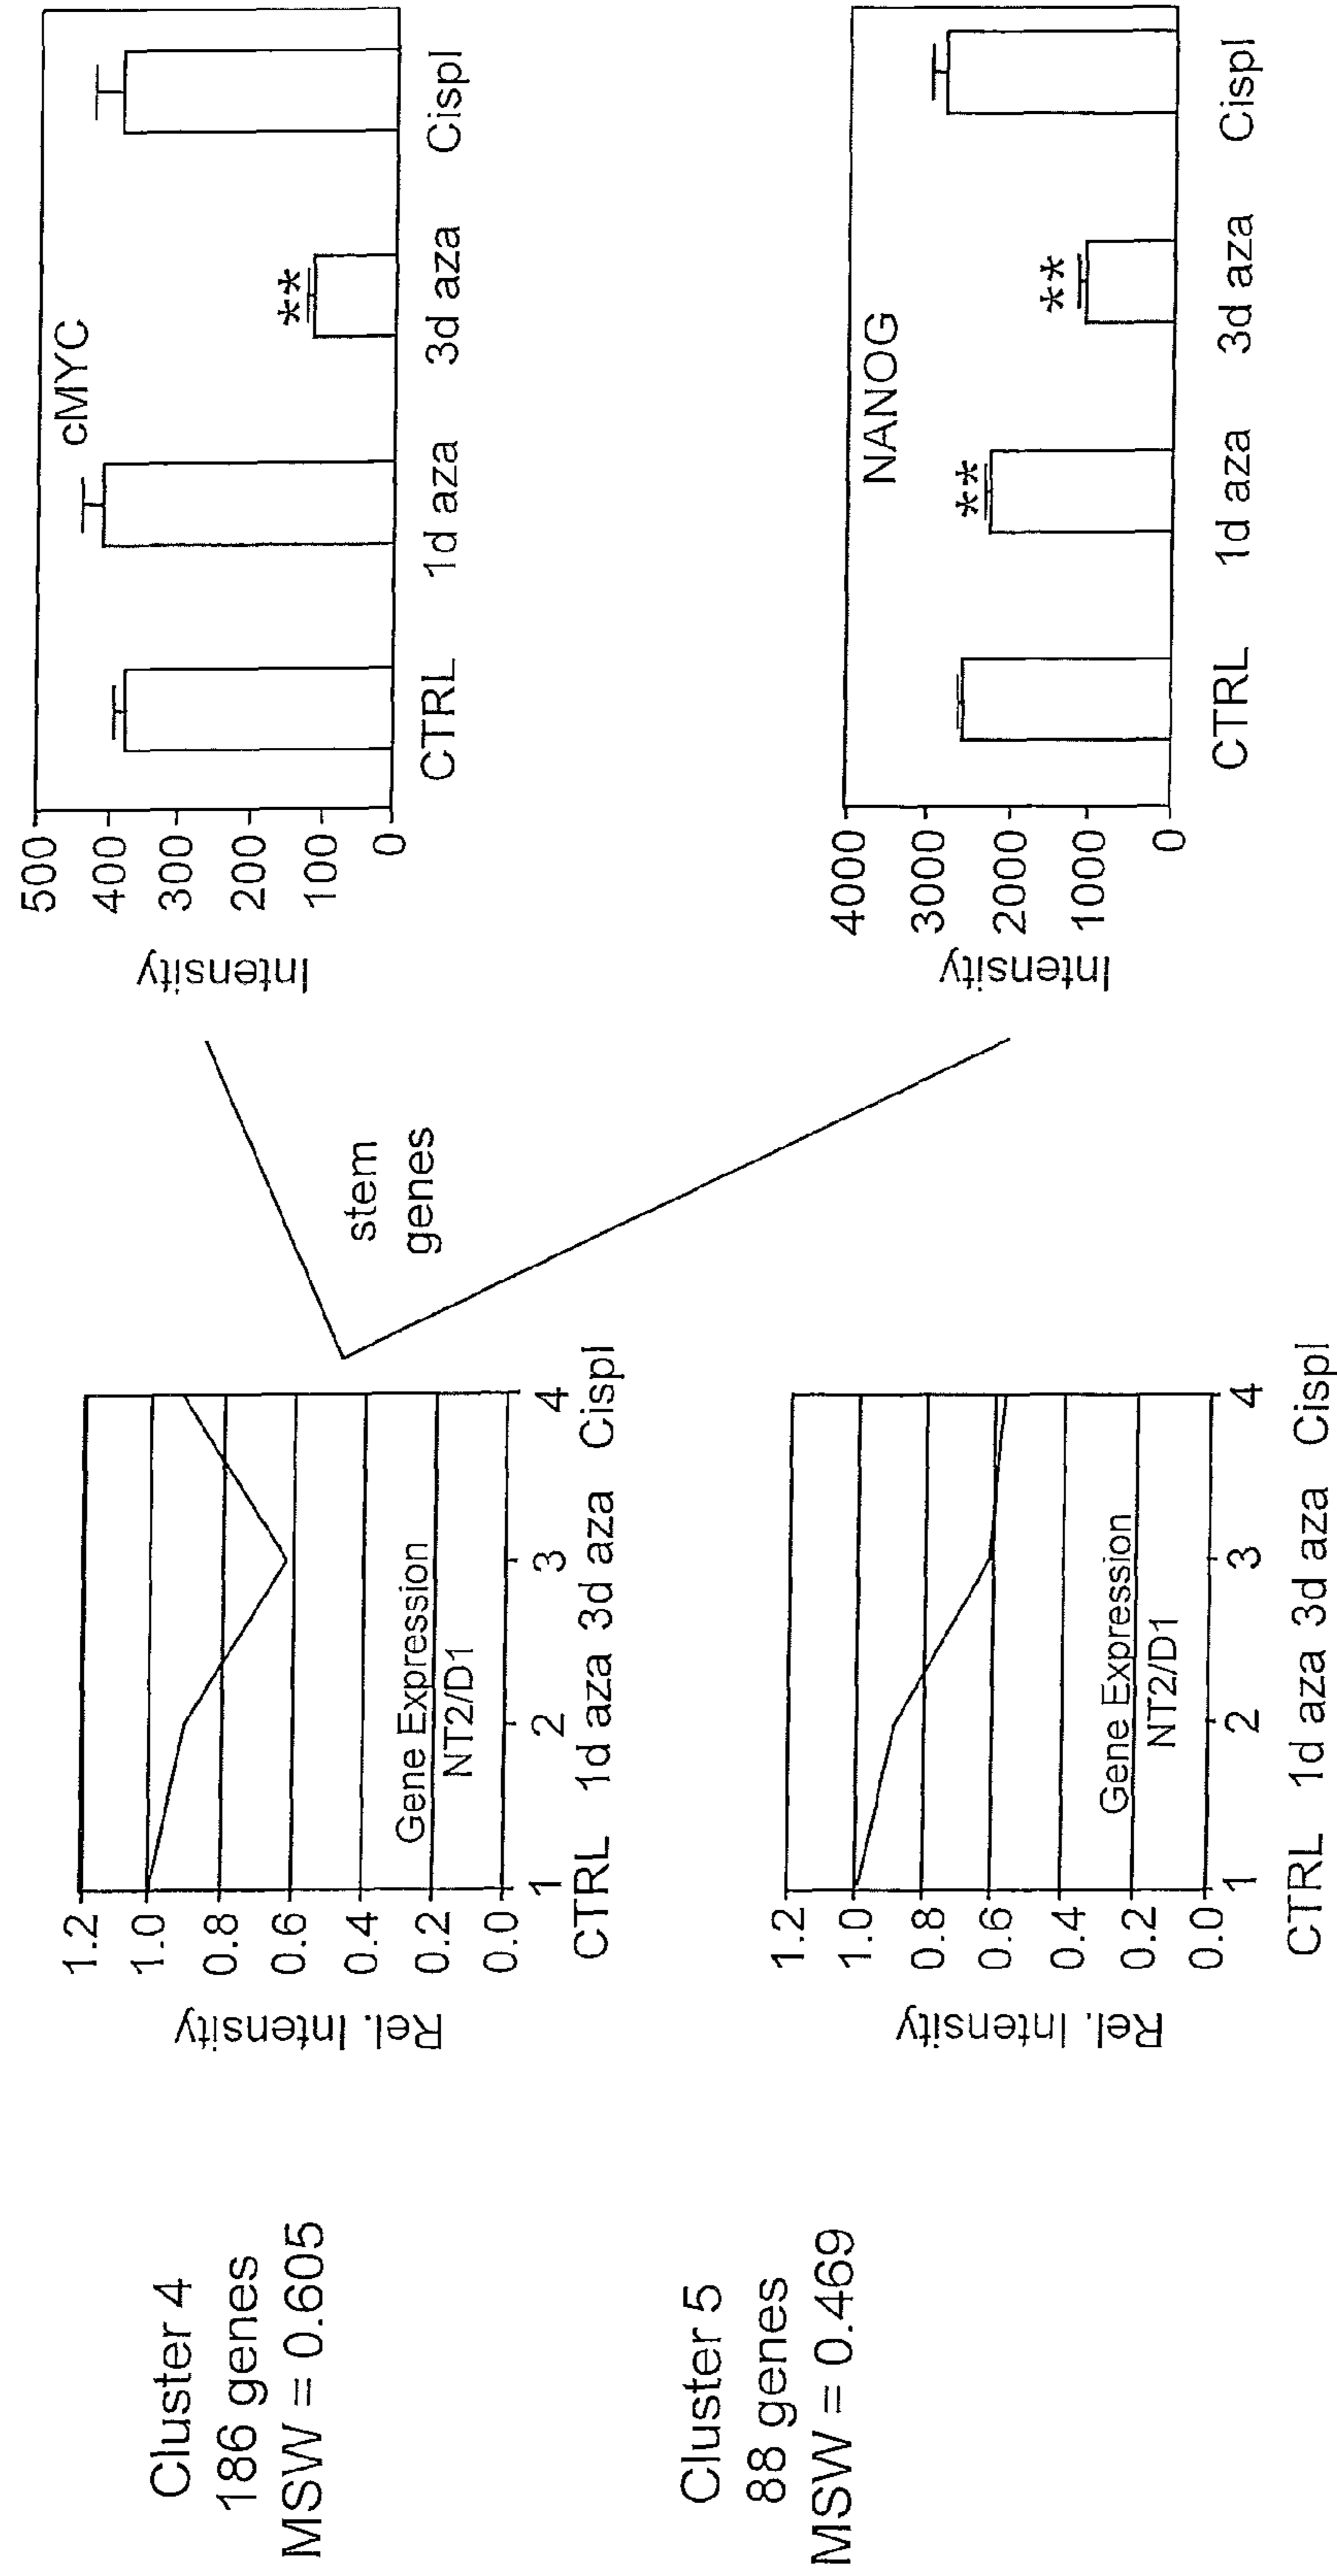 Cluster 4
186 genes
MSW = 0.605
Rel. Intensity
1.2
1.0
0.8
0.6
0.4
0.2
0.0
Gene Expression
NT2/D1
1 2 3 4
CTRL 1d aza 3d aza Cispl
stem
genes
Intensity
500
400
300
200
100
0
cMYC
**
CTRL 1d aza 3d aza Cispl
Cluster 5
88 genes
MSW = 0.469
Rel. Intensity
1.2
1.0
0.8
0.6
0.4
0.2
0.0
Gene Expression
NT2/D1
1 2 3 4
CTRL 1d aza 3d aza Cispl
Intensity
4000
3000
2000
1000
0
NANOG
** **
CTRL 1d aza 3d aza Cispl